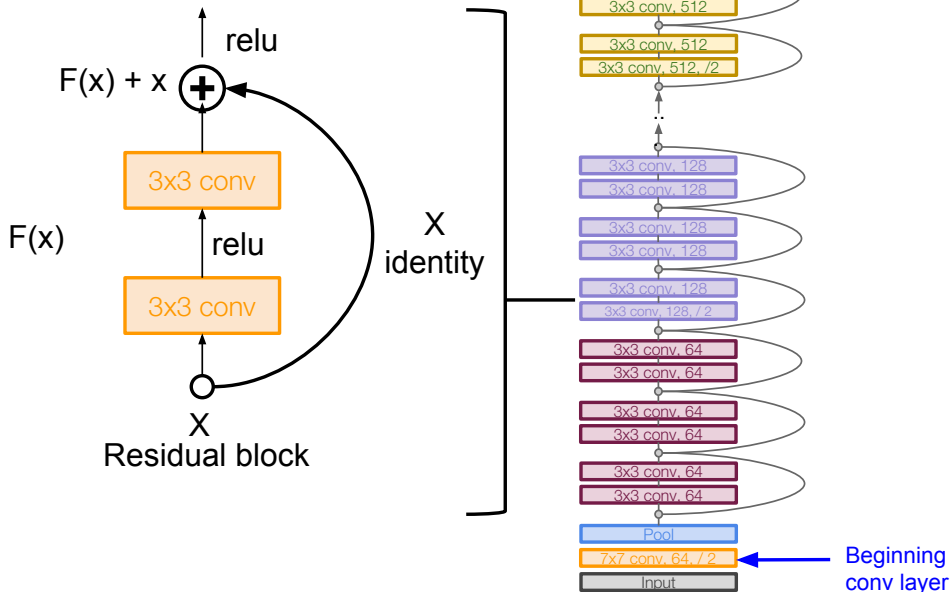 relu
F(x) + x
3x3 conv
F(x)
relu
3x3 conv
X
Residual block
X
identity
3x3 conv, 512
3x3 conv, 512
3x3 conv, 512, /2
..
3x3 conv, 128
3x3 conv, 128
3x3 conv, 128
3x3 conv, 128
3x3 conv, 128
3x3 conv, 128, / 2
3x3 conv, 64
3x3 conv, 64
3x3 conv, 64
3x3 conv, 64
3x3 conv, 64
3x3 conv, 64
Pool
7x7 conv, 64, / 2
Input
Beginning
conv layer